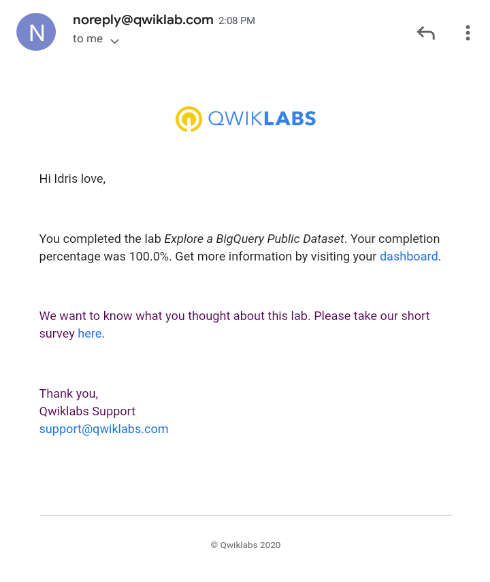 N
noreply@qwiklab.com 2:08 PM
to me
QWIKLABS
Hi Idris love,
You completed the lab Explore a BigQuery Public Dataset. Your completion
percentage was 100.0%. Get more information by visiting your dashboard.
We want to know what you thought about this lab. Please take our short
survey here.
Thank you,
Qwiklabs Support
support@qwiklabs.com
© Qwiklabs 2020